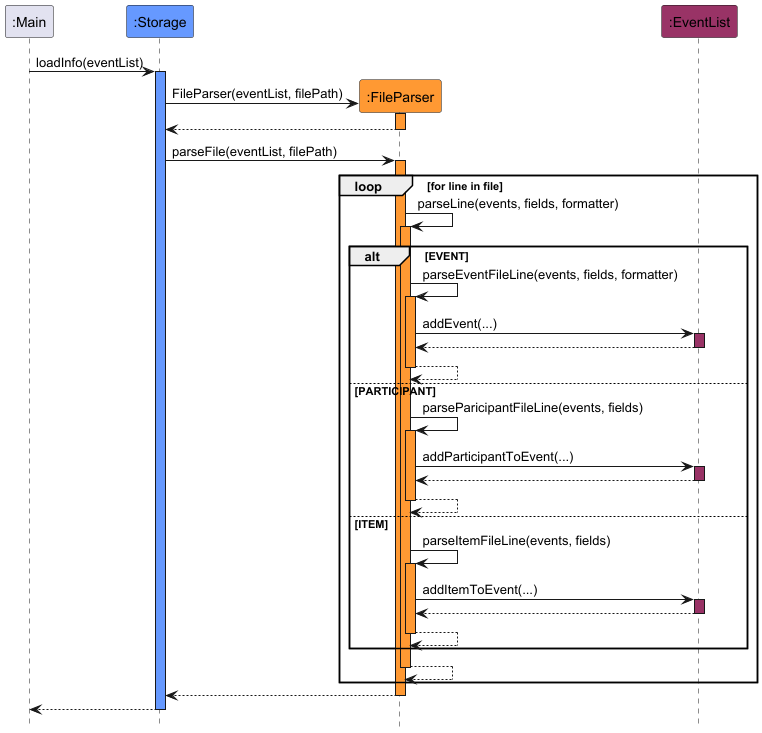 :Main
:Storage
:EventList
loadInfo(eventList)
FileParser(eventList, filePath)
:FileParser
parseFile(eventList, filePath)
loop
[for line in file]
parseLine(events, fields, formatter)
alt
[EVENT]
parseEventFileLine(events, fields, formatter)
addEvent(...)
[PARTICIPANT]
parseParicipantFileLine(events, fields)
addParticipantToEvent(...)
[ITEM]
parseItemFileLine(events, fields)
addItemToEvent(...)